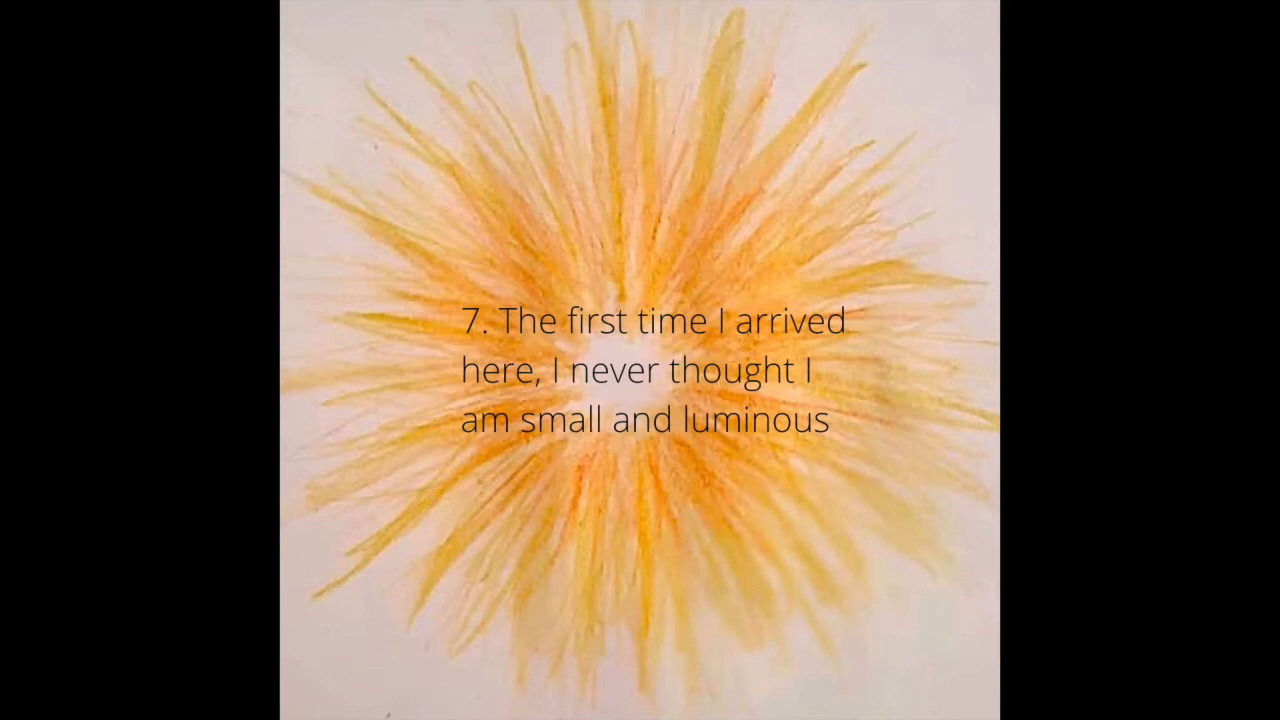 7. The first time I arrived
here, I never thought I
am small and luminous